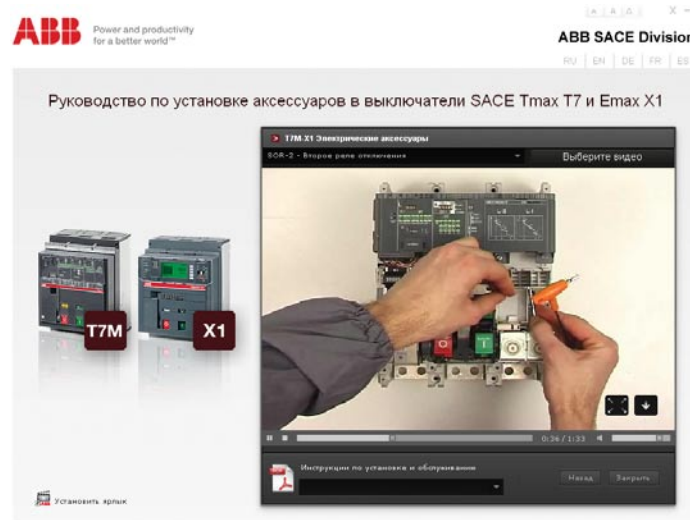 ABB
Power and productivity
for a better world™
ABB SACE Division
RU | EN | DE | FR | ES
Руководство по установке аксессуаров в выключатели SACE Tmax T7 и Emax X1
T7M-X1 Электрические аксессуары
SOR-2 - Второе реле отключения
Выберите видео
T7M
X1
0:36 / 1:33
Инструкции по установке и обслуживанию
Назад
Закрыть
Установить ярлык